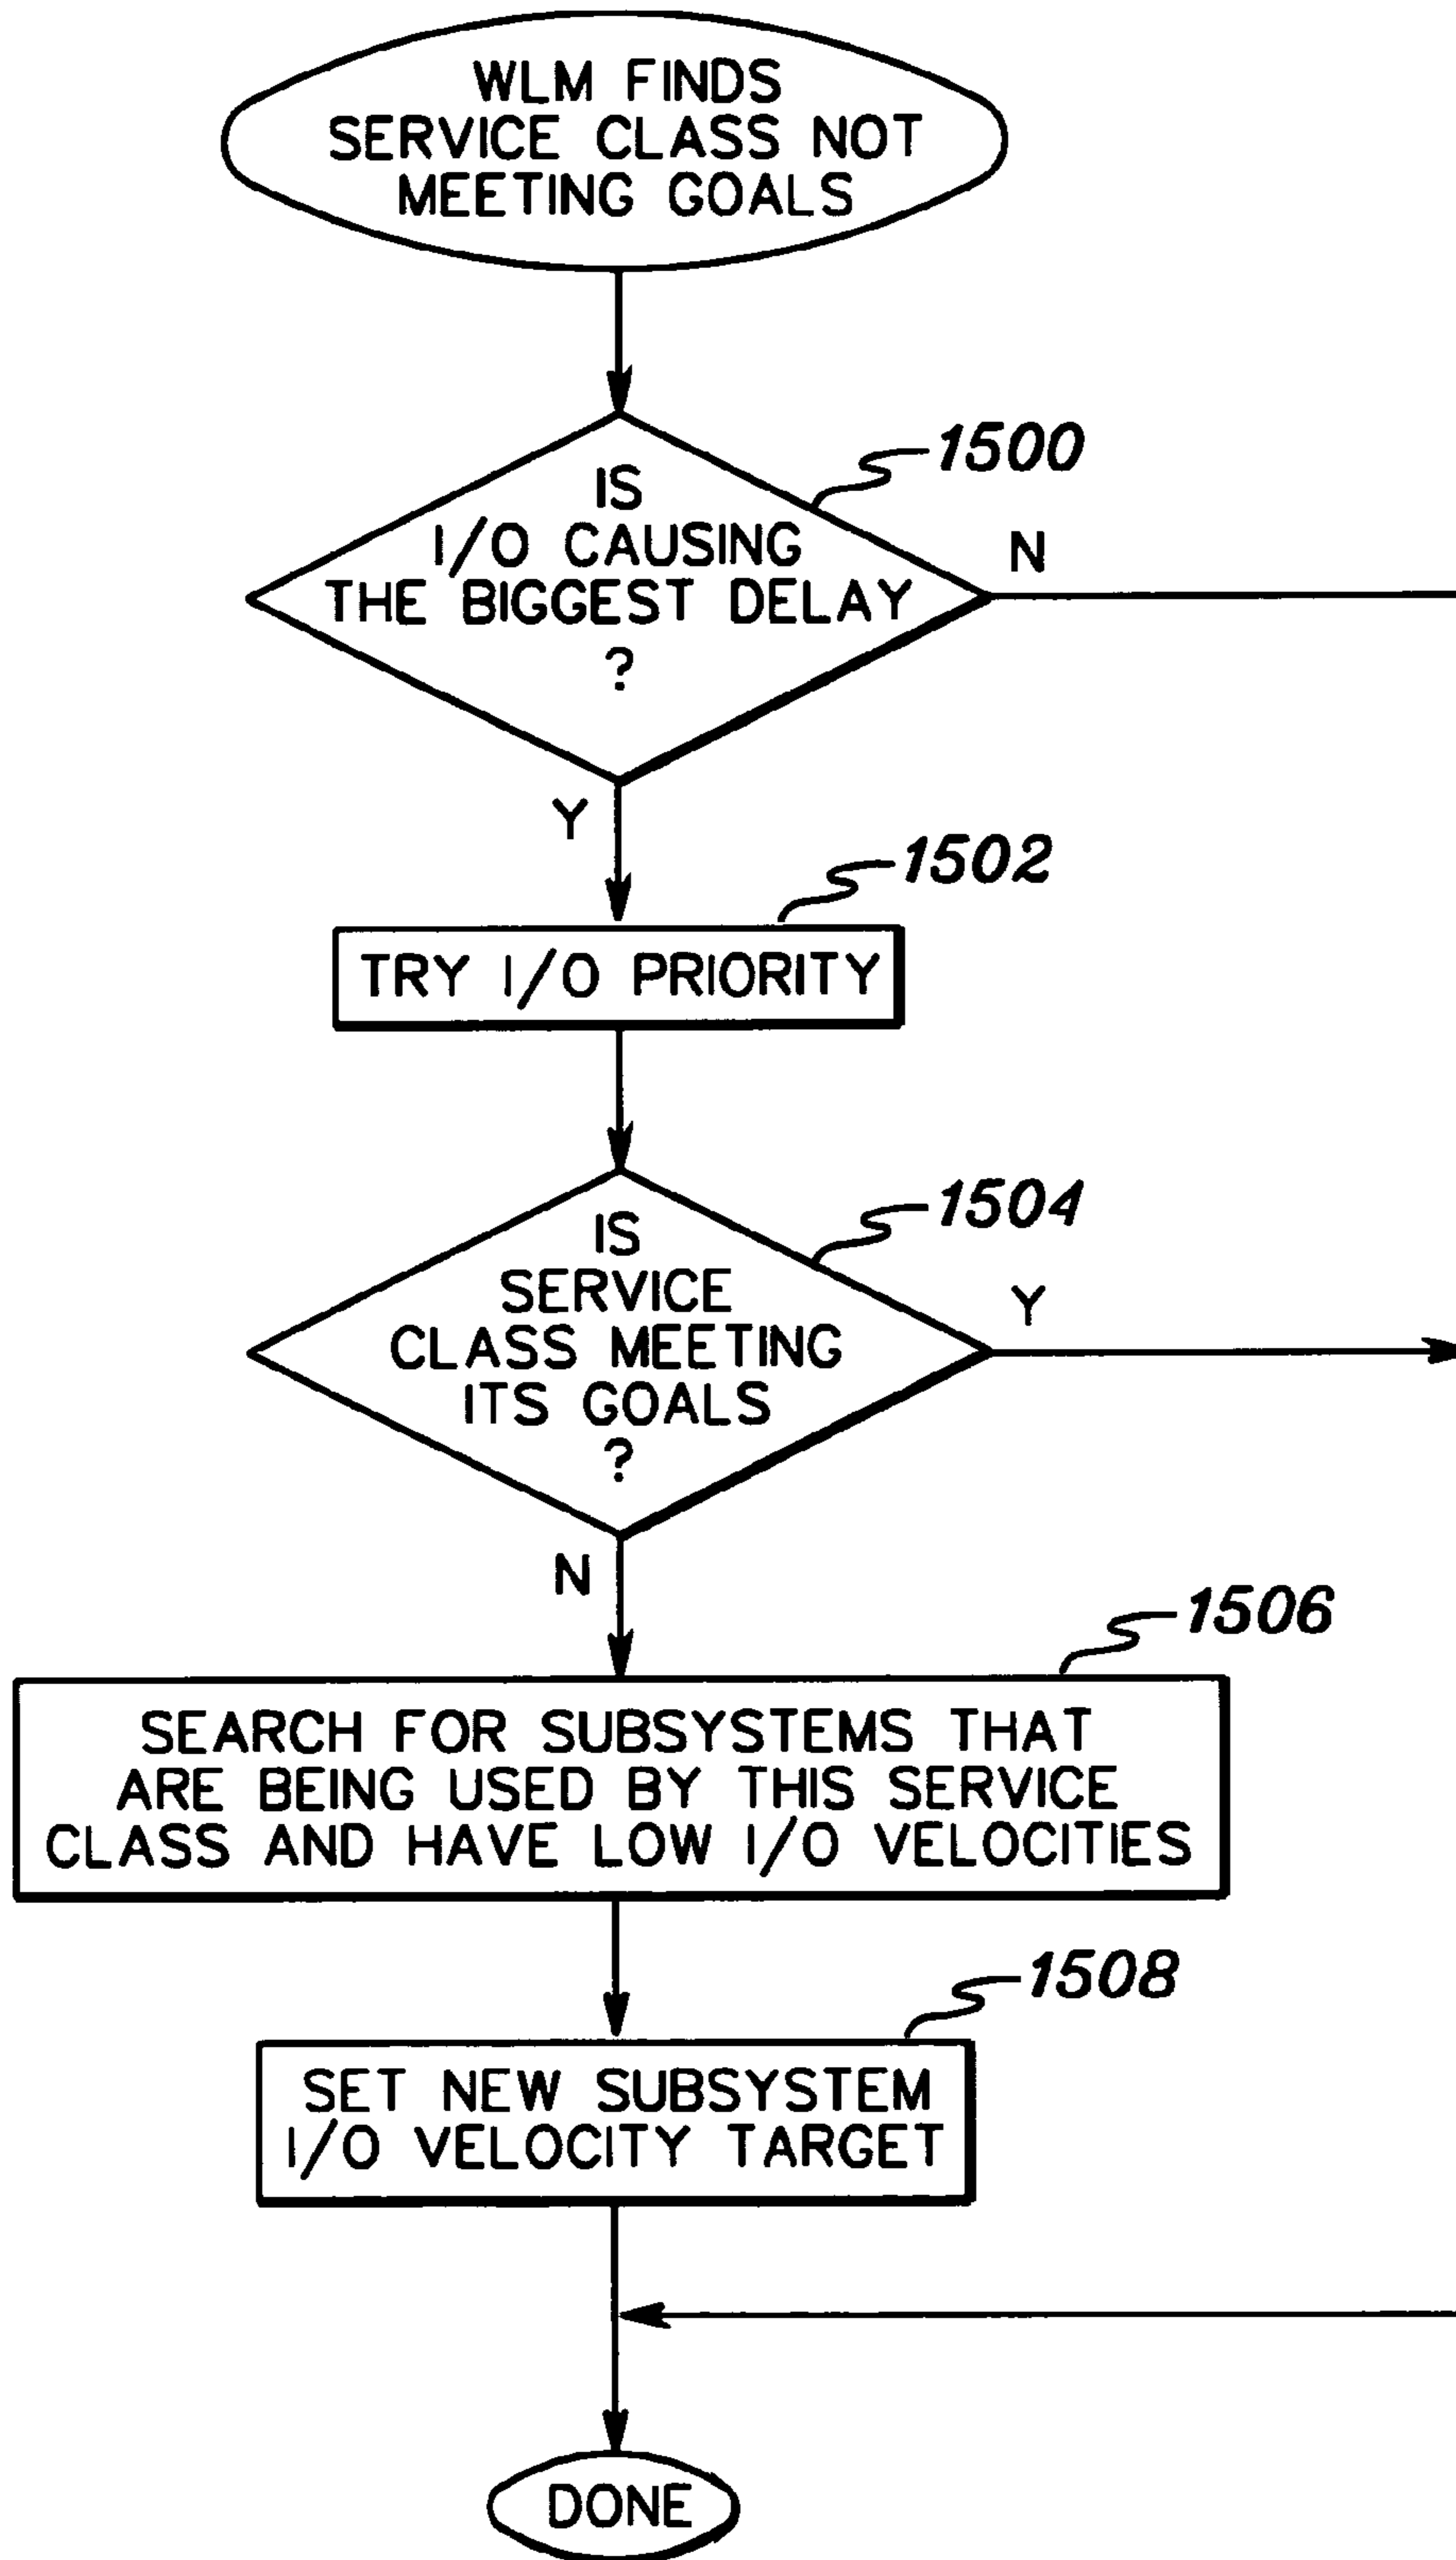 WLM FINDS
SERVICE CLASS NOT
MEETING GOALS
1500
IS
I/O CAUSING
THE BIGGEST DELAY
?
N
Y
1502
TRY I/O PRIORITY
1504
IS
SERVICE
CLASS MEETING
ITS GOALS
?
Y
N
1506
SEARCH FOR SUBSYSTEMS THAT
ARE BEING USED BY THIS SERVICE
CLASS AND HAVE LOW I/O VELOCITIES
1508
SET NEW SUBSYSTEM
I/O VELOCITY TARGET
DONE